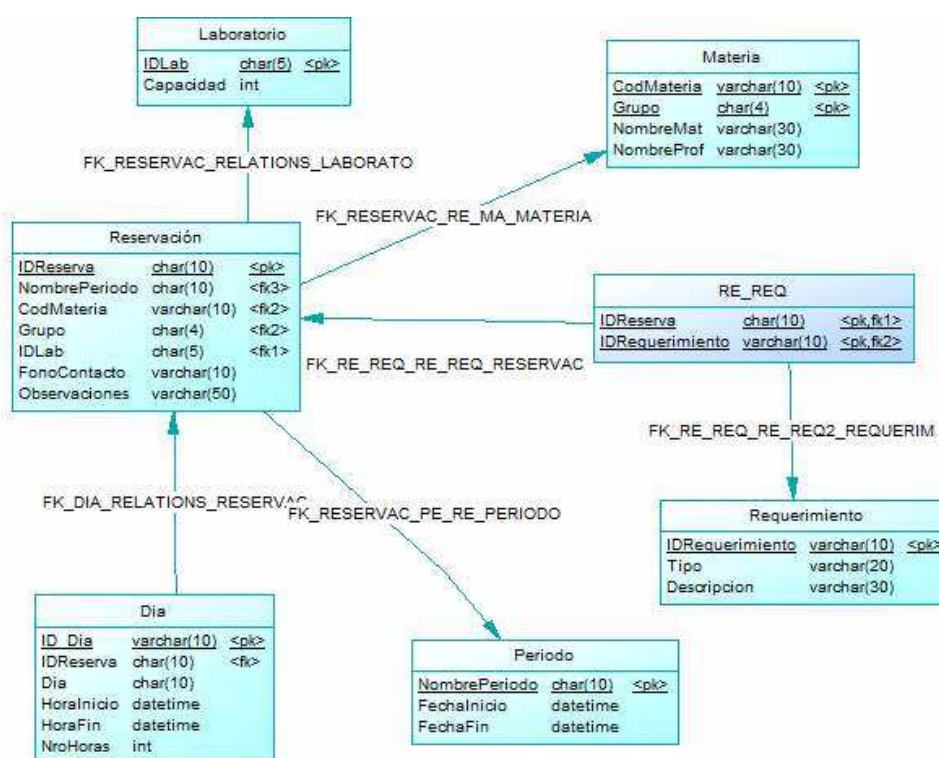 Laboratorio
IDLab char(5) <pk>
Capacidad int
Materia
CodMateria varchar(10) <pk>
Grupo char(4) <pk>
NombreMat varchar(30)
NombreProf varchar(30)
FK_RESERVAC_RELATIONS_LABORATO
FK_RESERVAC_RE_MA_MATERIA
Reservación
IDReserva char(10) <pk>
NombrePeriodo char(10) <fk3>
CodMateria varchar(10) <fk2>
Grupo char(4) <fk2>
IDLab char(5) <fk1>
FonoContacto varchar(10)
Observaciones varchar(50)
RE_REQ
IDReserva char(10) <pk,fk1>
IDRequerimiento varchar(10) <pk,fk2>
FK_RE_REQ_RE_REQ_RESERVAC
FK_RE_REQ_RE_REQ2_REQUERIM
FK_DIA_RELATIONS_RESERVAC
FK_RESERVAC_PE_RE_PERIODO
Requerimiento
IDRequerimiento varchar(10) <pk>
Tipo varchar(20)
Descripcion varchar(30)
Dia
ID_Dia varchar(10) <pk>
IDReserva char(10) <fk>
Dia char(10)
HoraInicio datetime
HoraFin datetime
NroHoras int
Periodo
NombrePeriodo char(10) <pk>
FechaInicio datetime
FechaFin datetime